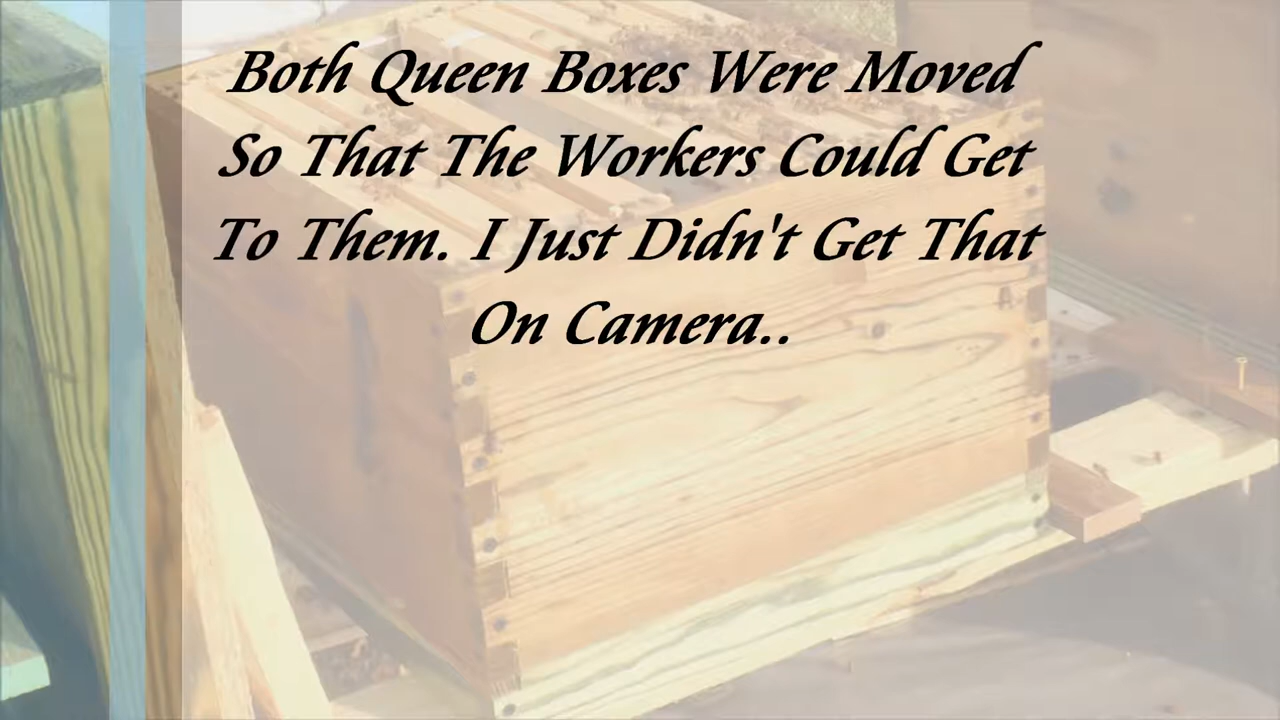 Both Queen Boxes Were Moved
So That The Workers Could Get
To Them. I Just Didn't Get That
On Camera..